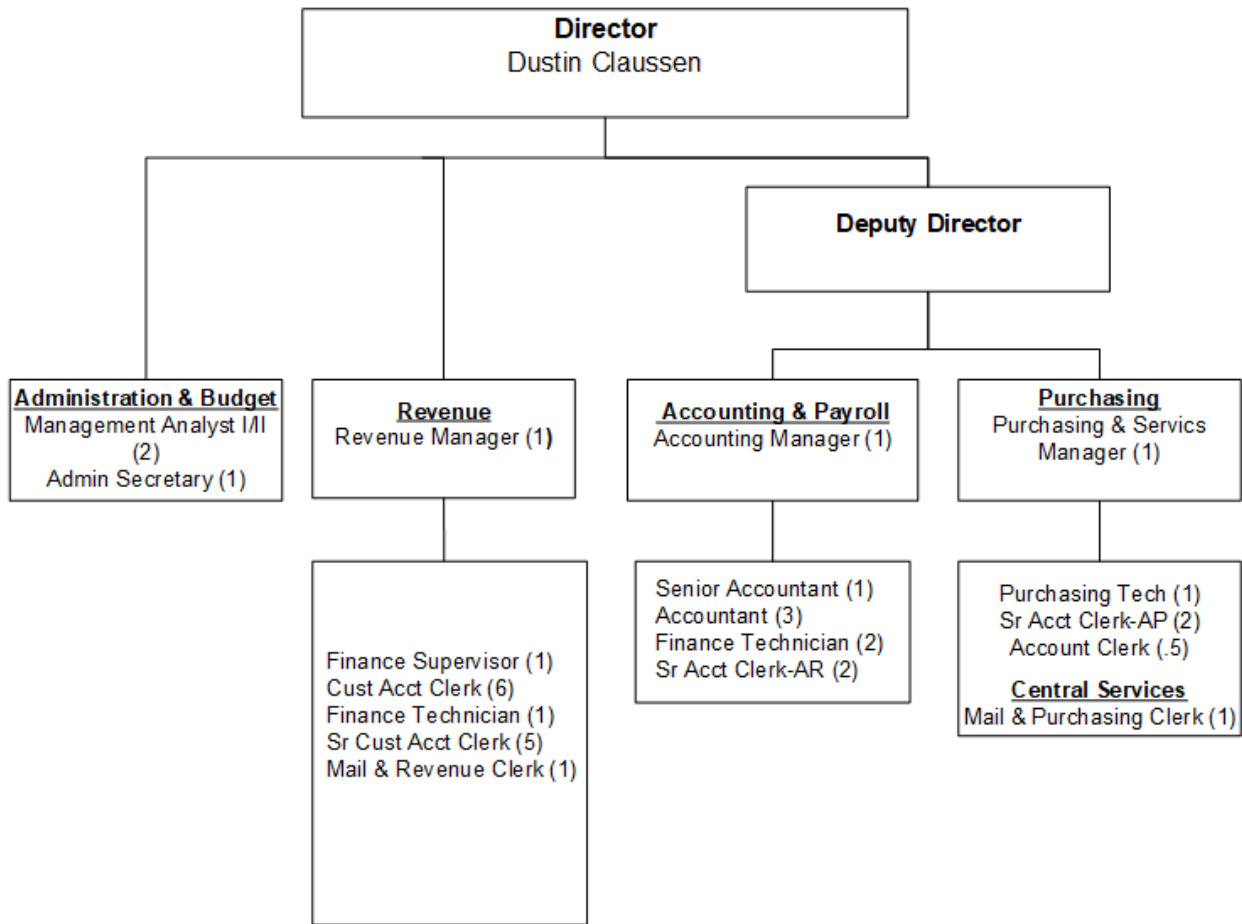 Director
Dustin Claussen
Deputy Director
Administration & Budget
Management Analyst I/II
(2)
Admin Secretary (1)
Revenue
Revenue Manager (1)
Accounting & Payroll
Accounting Manager (1)
Purchasing
Purchasing & Servics
Manager (1)
Finance Supervisor (1)
Cust Acct Clerk (6)
Finance Technician (1)
Sr Cust Acct Clerk (5)
Mail & Revenue Clerk (1)
Senior Accountant (1)
Accountant (3)
Finance Technician (2)
Sr Acct Clerk-AR (2)
Purchasing Tech (1)
Sr Acct Clerk-AP (2)
Account Clerk (.5)
Central Services
Mail & Purchasing Clerk (1)